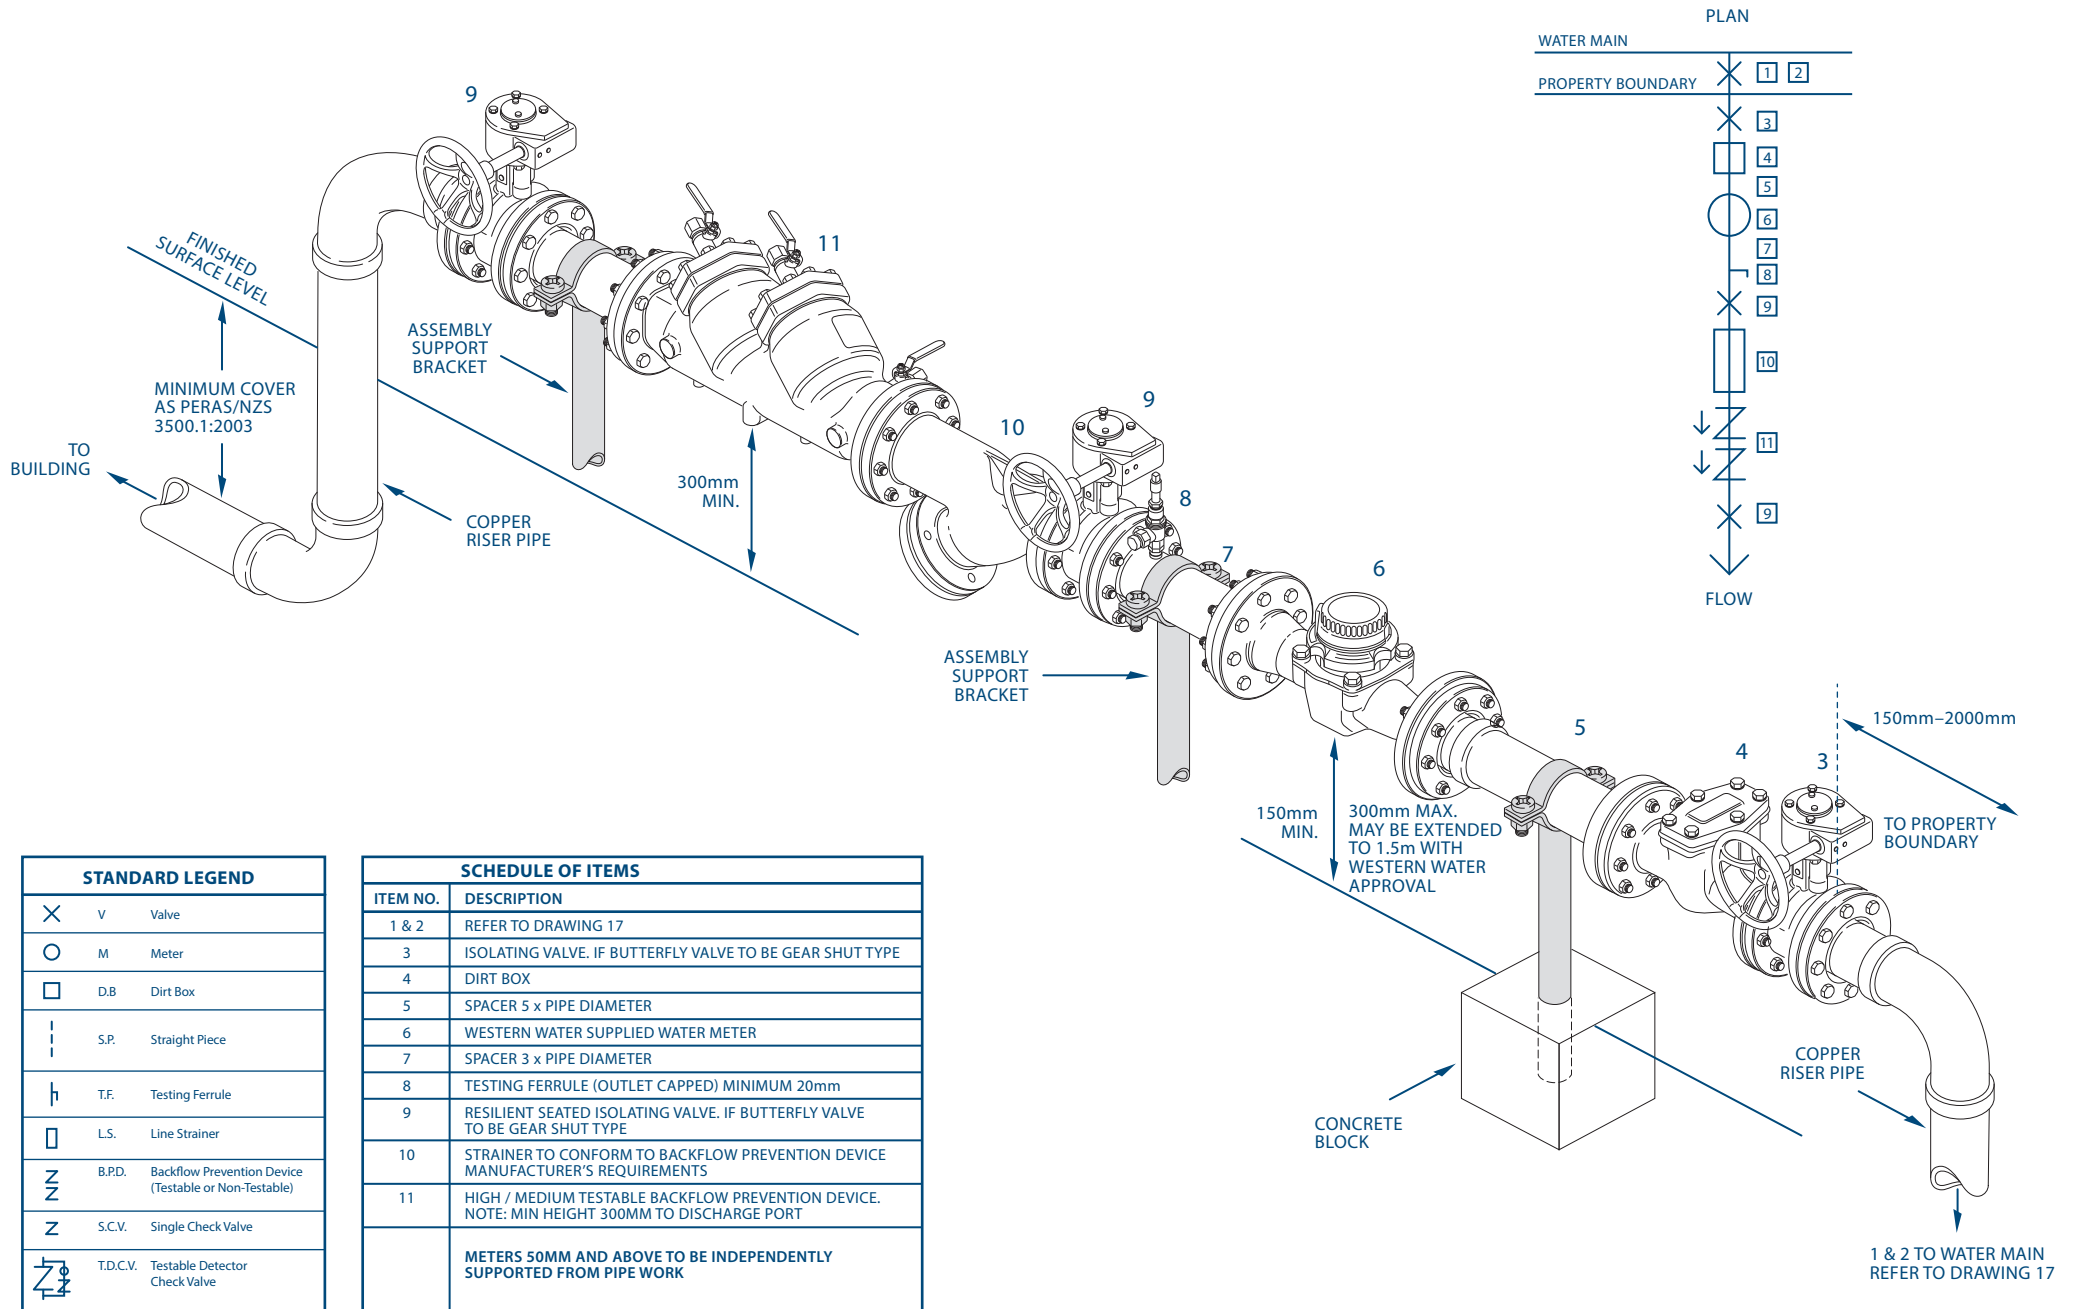 PLAN
WATER MAIN
PROPERTY BOUNDARY
1 2
3
4
5
6
7
8
9
10
11
9
FLOW
9
11
FINISHED
SURFACE LEVEL
ASSEMBLY
SUPPORT
BRACKET
MINIMUM COVER
AS PERAS/NZS
3500.1:2003
TO
BUILDING
COPPER
RISER PIPE
300mm
MIN.
10
9
8
7
6
ASSEMBLY
SUPPORT
BRACKET
5
4
3
150mm–2000mm
TO PROPERTY
BOUNDARY
150mm
MIN.
300mm MAX.
MAY BE EXTENDED
TO 1.5m WITH
WESTERN WATER
APPROVAL
CONCRETE
BLOCK
COPPER
RISER PIPE
1 & 2 TO WATER MAIN
REFER TO DRAWING 17
STANDARD LEGEND
V Valve
M Meter
D.B Dirt Box
S.P. Straight Piece
T.F. Testing Ferrule
L.S. Line Strainer
B.P.D. Backflow Prevention Device
(Testable or Non-Testable)
S.C.V. Single Check Valve
T.D.C.V. Testable Detector
Check Valve
SCHEDULE OF ITEMS
ITEM NO. DESCRIPTION
1 & 2 REFER TO DRAWING 17
3 ISOLATING VALVE. IF BUTTERFLY VALVE TO BE GEAR SHUT TYPE
4 DIRT BOX
5 SPACER 5 x PIPE DIAMETER
6 WESTERN WATER SUPPLIED WATER METER
7 SPACER 3 x PIPE DIAMETER
8 TESTING FERRULE (OUTLET CAPPED) MINIMUM 20mm
9 RESILIENT SEATED ISOLATING VALVE. IF BUTTERFLY VALVE
TO BE GEAR SHUT TYPE
10 STRAINER TO CONFORM TO BACKFLOW PREVENTION DEVICE
MANUFACTURER'S REQUIREMENTS
11 HIGH / MEDIUM TESTABLE BACKFLOW PREVENTION DEVICE.
NOTE: MIN HEIGHT 300MM TO DISCHARGE PORT
METERS 50MM AND ABOVE TO BE INDEPENDENTLY
SUPPORTED FROM PIPE WORK